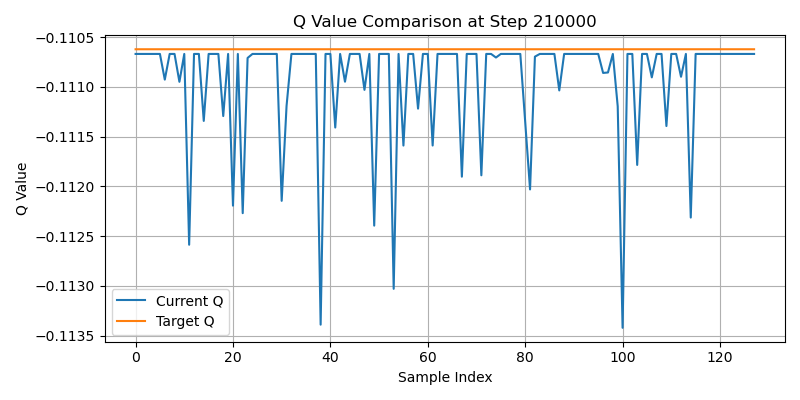 Q Value Comparison at Step 210000
−0.1105
−0.1110
−0.1115
−0.1120
−0.1125
−0.1130
−0.1135
Q Value
Current Q
Target Q
0 20 40 60 80 100 120
Sample Index